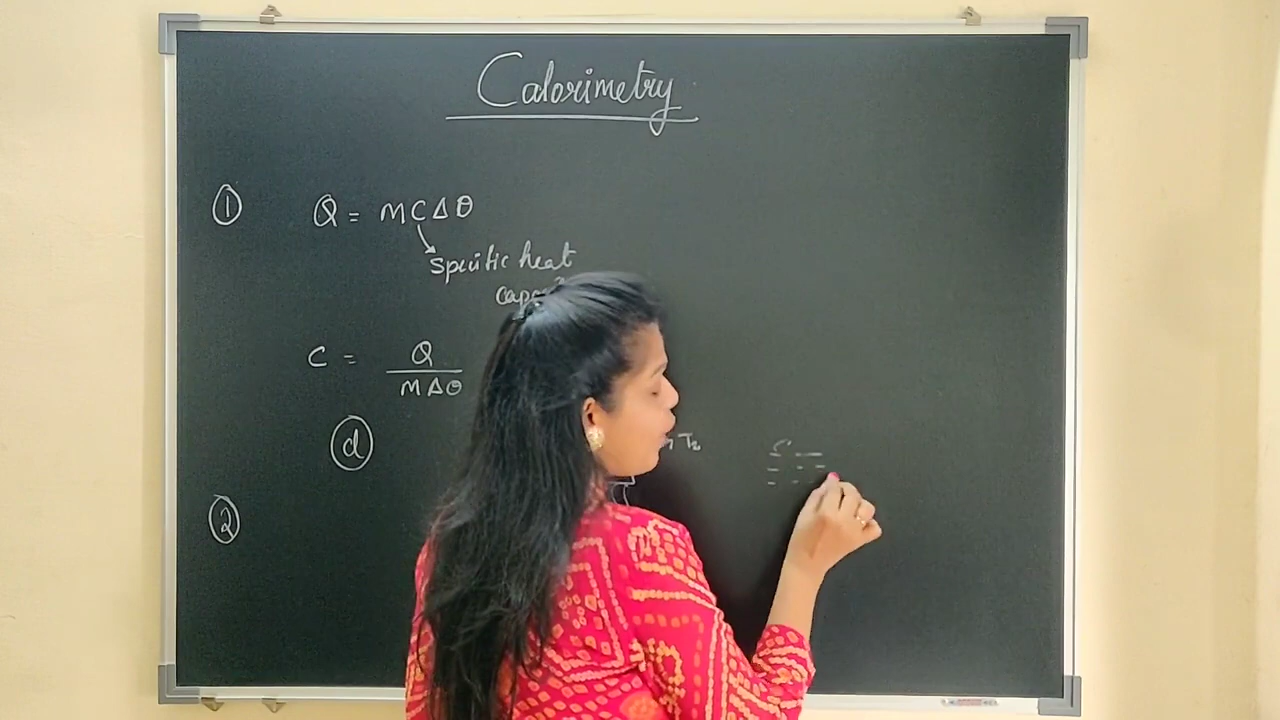 Calorimetry
① Q = MCΔθ
Specific heat
C = Q / MΔθ
ⓓ
②